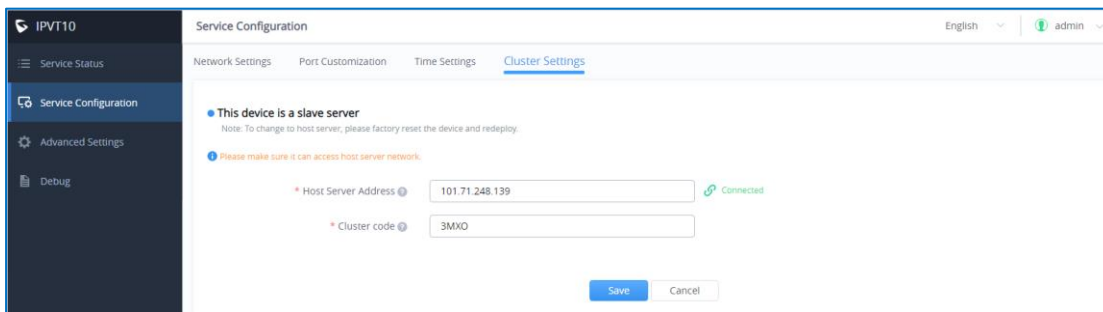 IPVT10
Service Configuration
English
admin
Service Status
Service Configuration
Advanced Settings
Debug
Network Settings
Port Customization
Time Settings
Cluster Settings
This device is a slave server
Note: To change to host server, please factory reset the device and redeploy.
Please make sure it can access host server network.
* Host Server Address
101.71.248.139
Connected
* Cluster code
3MXO
Save
Cancel